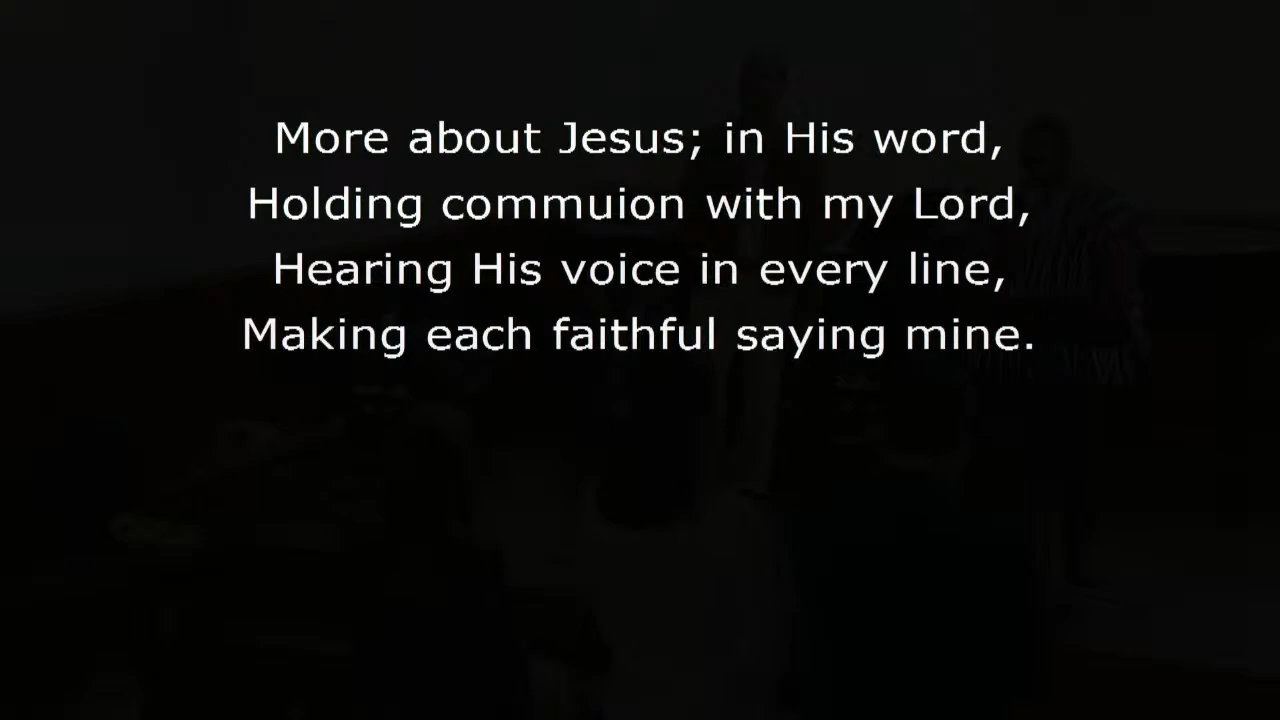 More about Jesus; in His word,
Holding commuion with my Lord,
Hearing His voice in every line,
Making each faithful saying mine.